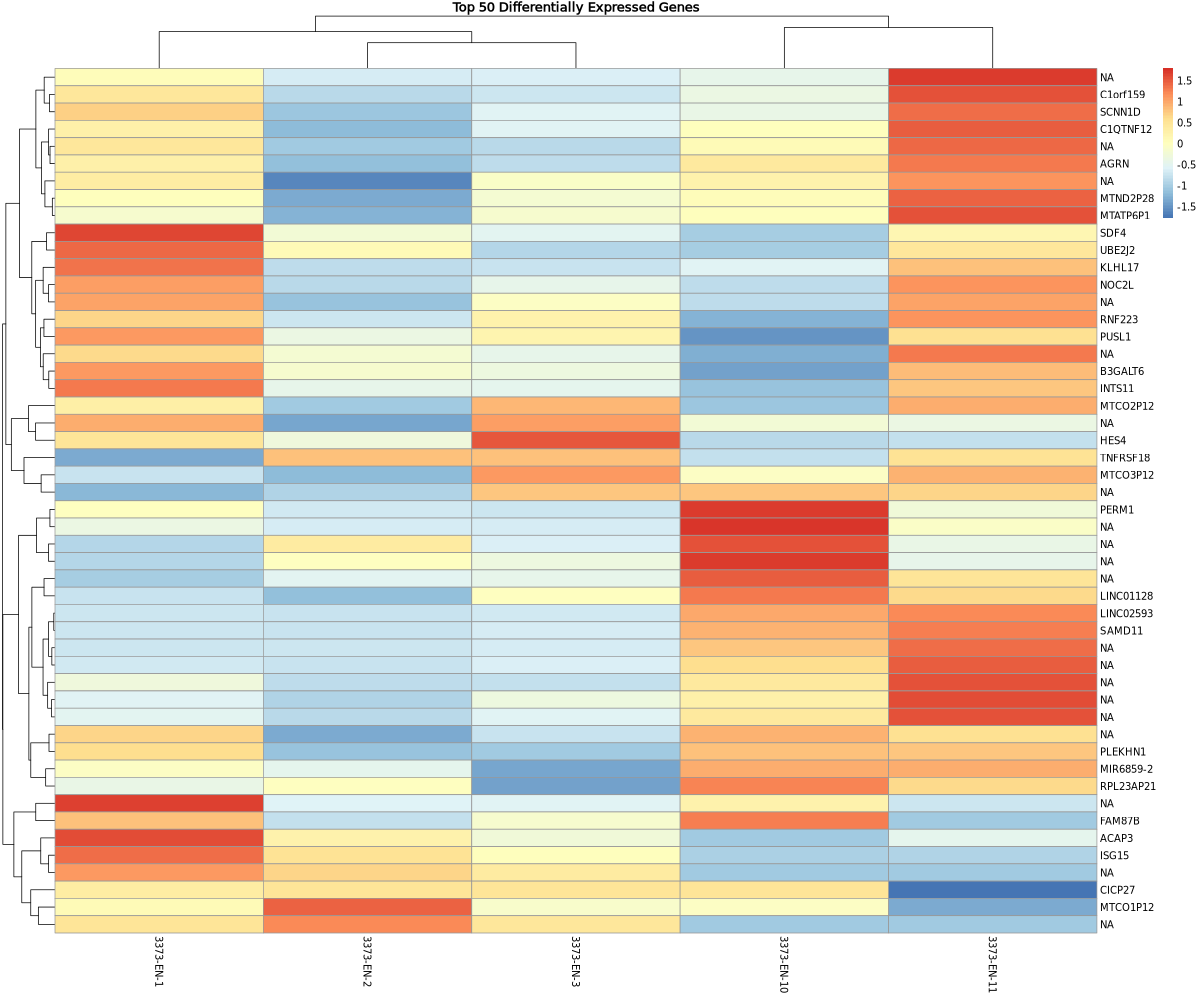 Top 50 Differentially Expressed Genes
NA
C1orf159
SCNN1D
C1QTNF12
NA
AGRN
NA
MTND2P28
MTATP6P1
SDF4
UBE2J2
KLHL17
NOC2L
NA
RNF223
PUSL1
NA
B3GALT6
INTS11
MTCO2P12
NA
HES4
TNFRSF18
MTCO3P12
NA
PERM1
NA
NA
NA
NA
LINC01128
LINC02593
SAMD11
NA
NA
NA
NA
NA
NA
PLEKHN1
MIR6859-2
RPL23AP21
NA
FAM87B
ACAP3
ISG15
NA
CICP27
MTCO1P12
NA
1.5
1
0.5
0
-0.5
-1
-1.5
3373-EN-1
3373-EN-2
3373-EN-3
3373-EN-10
3373-EN-11